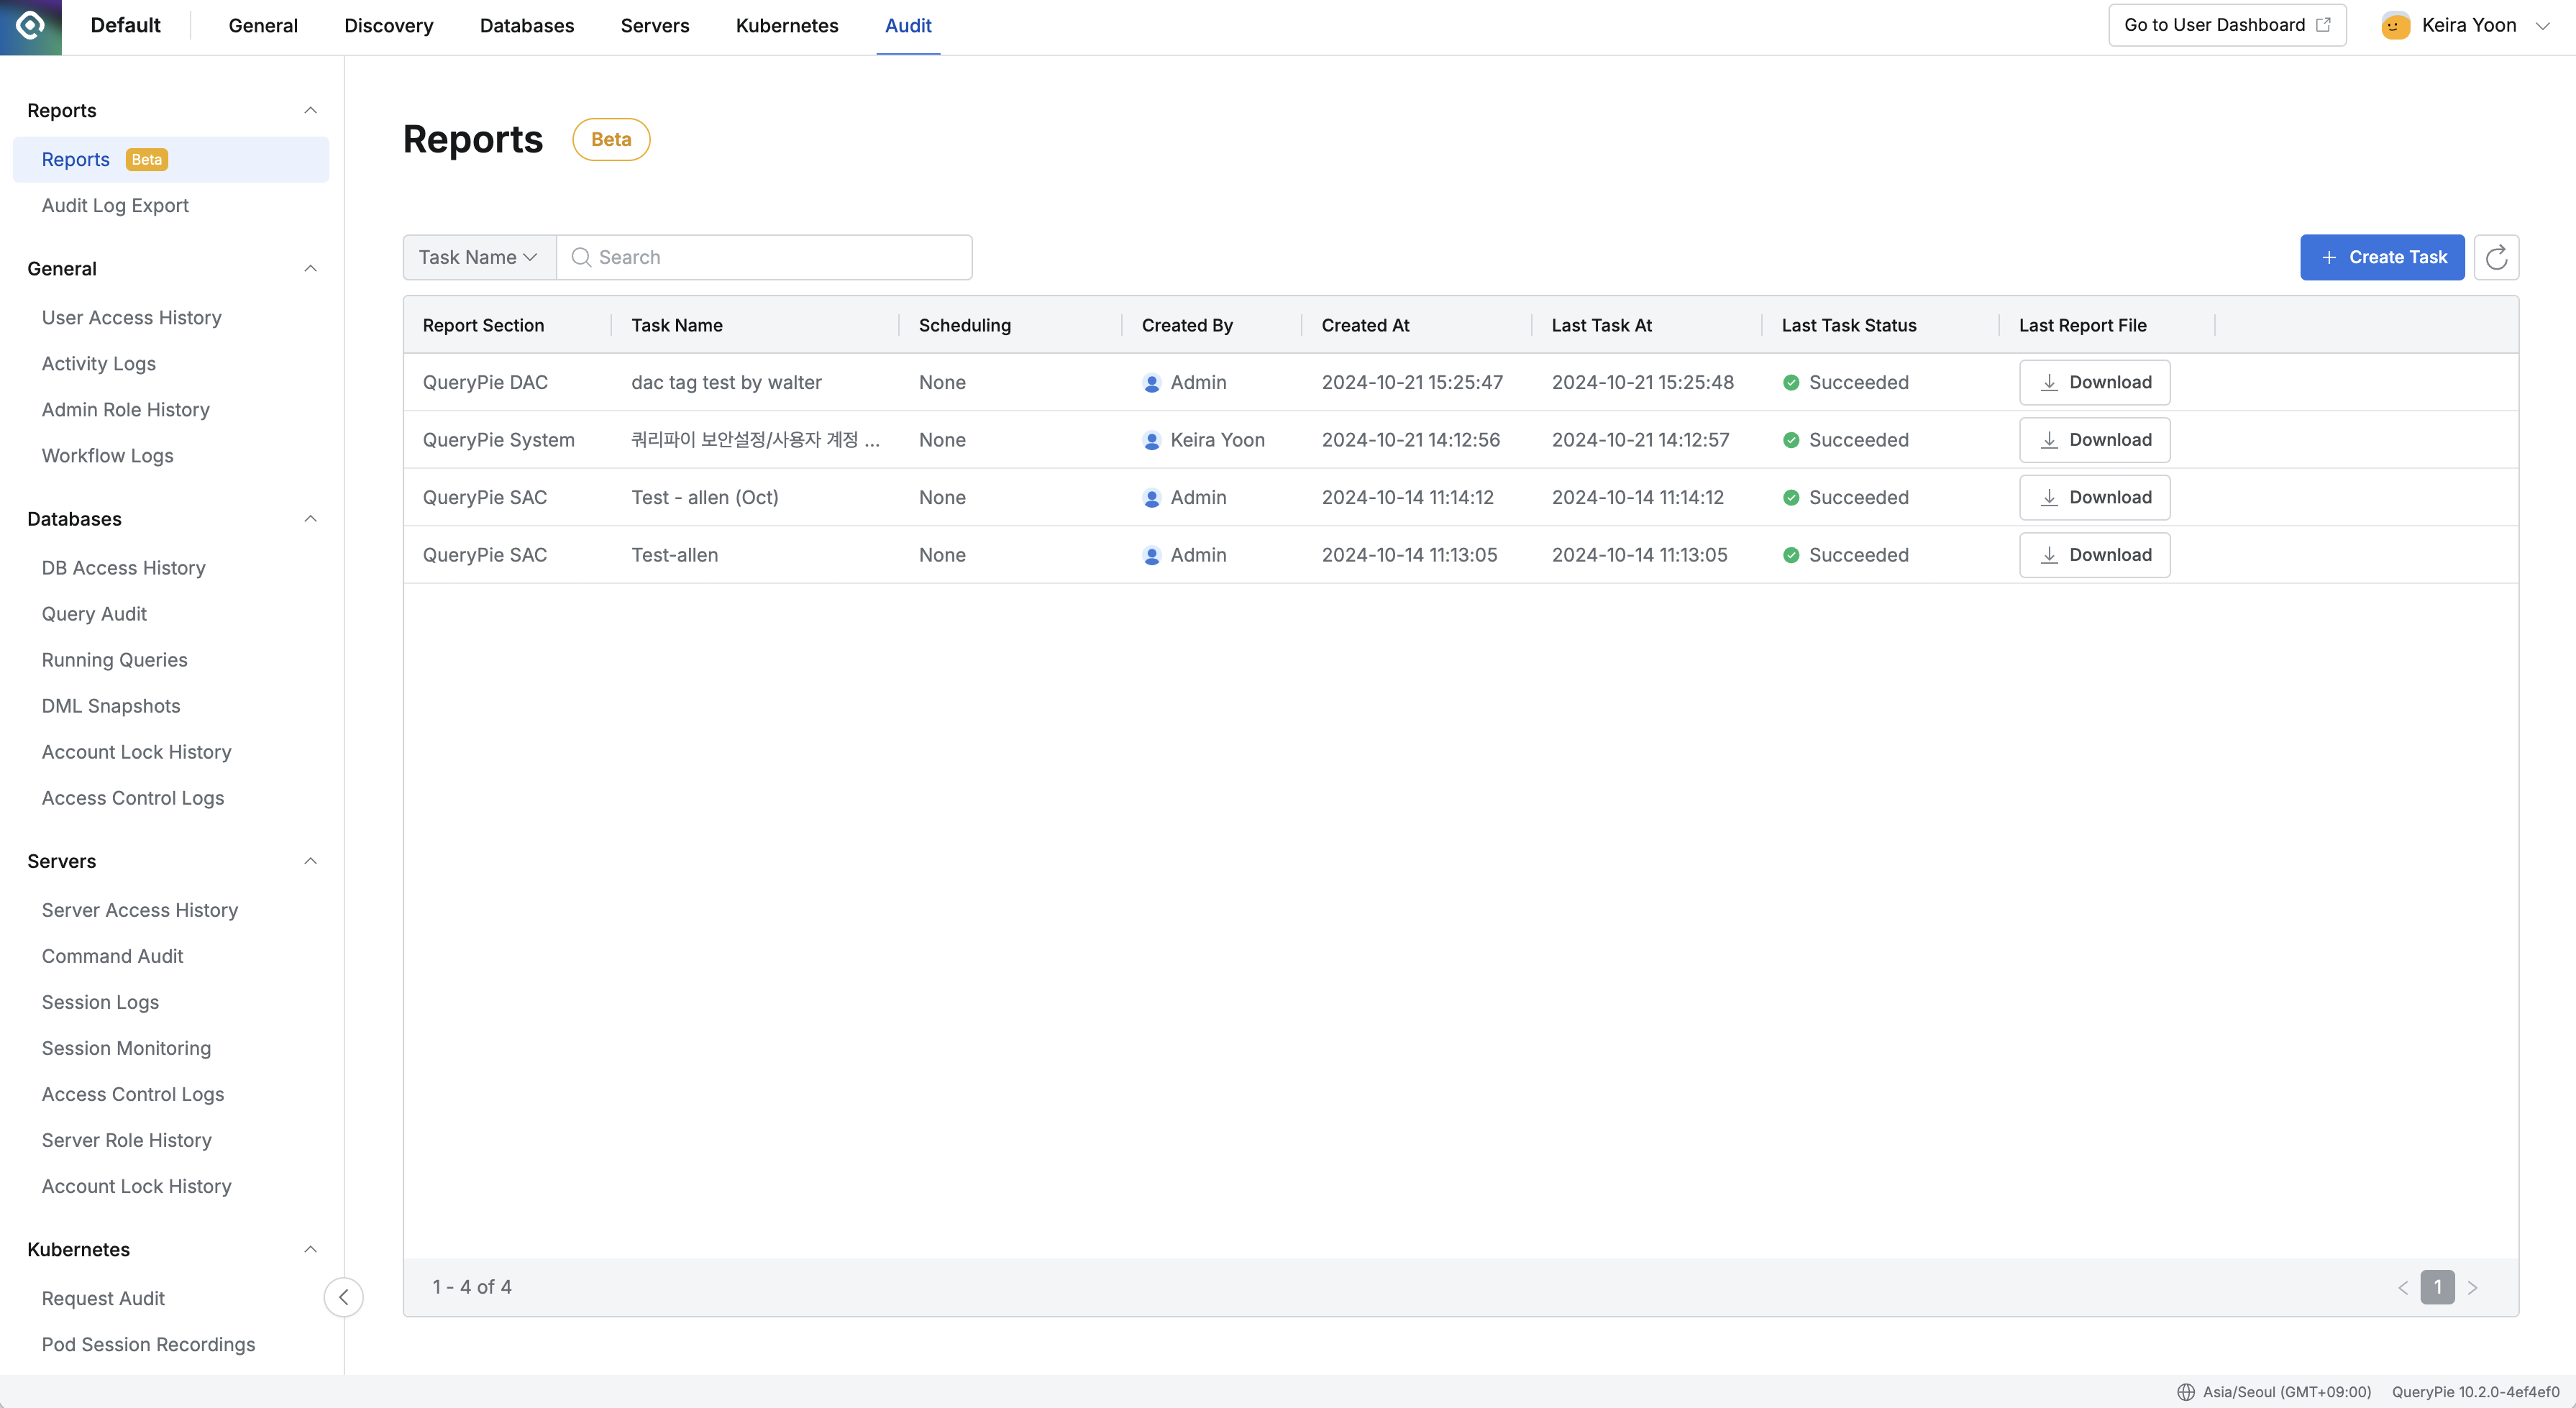 Default General Discovery Databases Servers Kubernetes Audit Go to User Dashboard Keira Yoon
Reports
Reports Beta
Audit Log Export
General
User Access History
Activity Logs
Admin Role History
Workflow Logs
Databases
DB Access History
Query Audit
Running Queries
DML Snapshots
Account Lock History
Access Control Logs
Servers
Server Access History
Command Audit
Session Logs
Session Monitoring
Access Control Logs
Server Role History
Account Lock History
Kubernetes
Request Audit
Pod Session Recordings
Reports Beta
Task Name Search Create Task
Report Section Task Name Scheduling Created By Created At Last Task At Last Task Status Last Report File
QueryPie DAC dac tag test by walter None Admin 2024-10-21 15:25:47 2024-10-21 15:25:48 Succeeded Download
QueryPie System 쿼리파이 보안설정/사용자 계정 ... None Keira Yoon 2024-10-21 14:12:56 2024-10-21 14:12:57 Succeeded Download
QueryPie SAC Test - allen (Oct) None Admin 2024-10-14 11:14:12 2024-10-14 11:14:12 Succeeded Download
QueryPie SAC Test-allen None Admin 2024-10-14 11:13:05 2024-10-14 11:13:05 Succeeded Download
1 - 4 of 4 1
Asia/Seoul (GMT+09:00) QueryPie 10.2.0-4ef4ef0